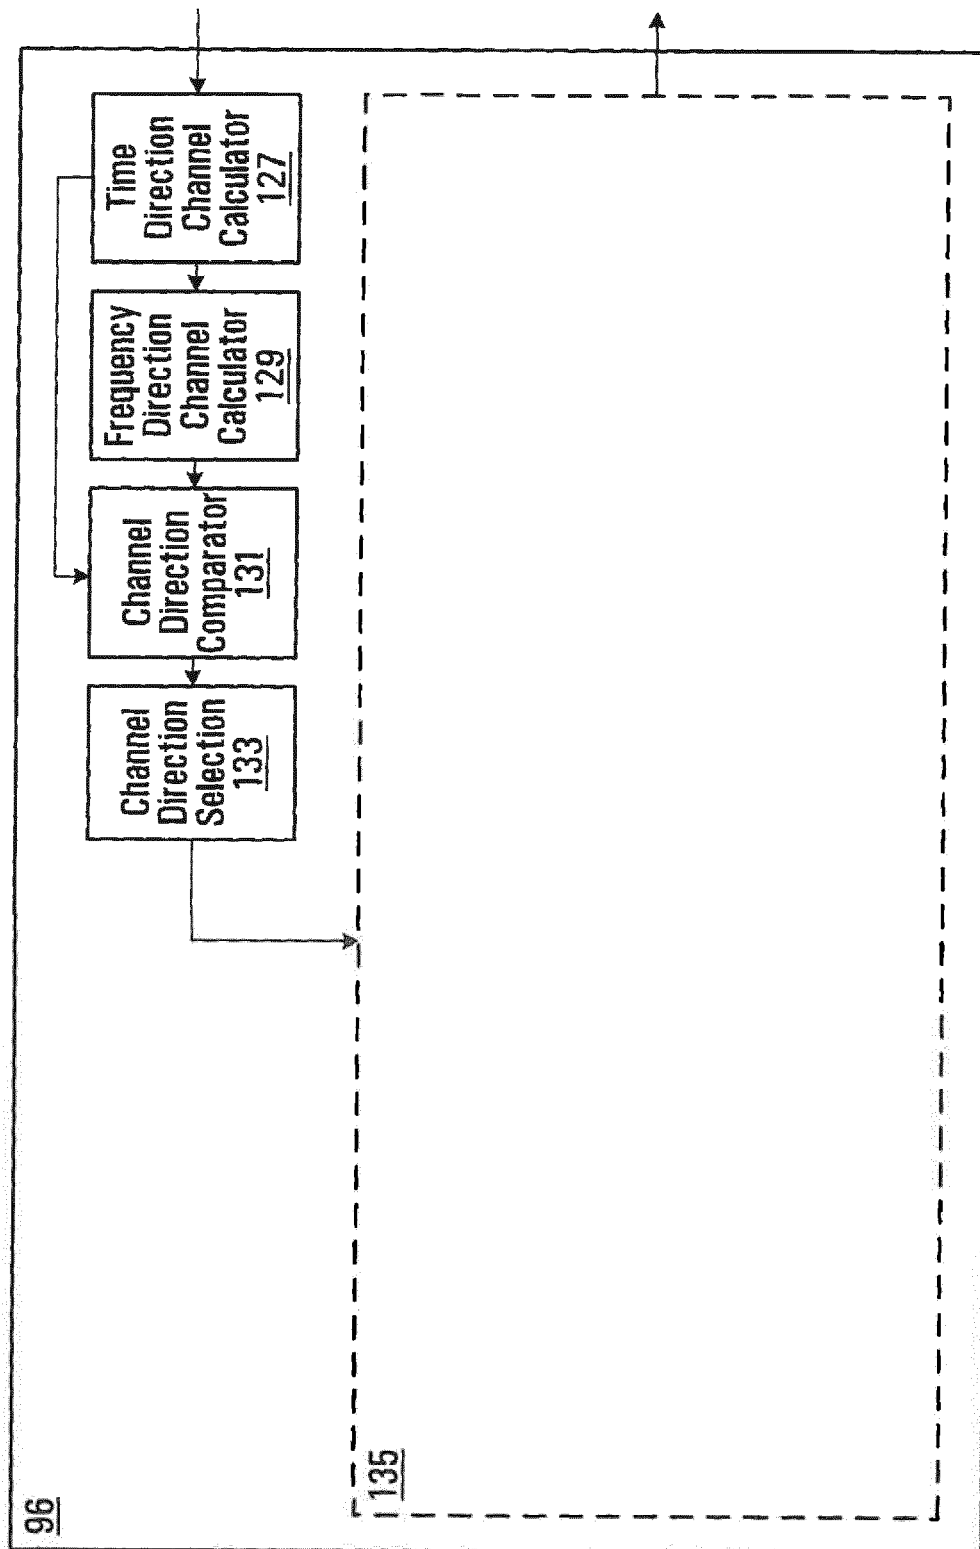 96
Time
Direction
Channel
Calculator
127
Frequency
Direction
Channel
Calculator
129
Channel
Direction
Comparator
131
Channel
Direction
Selection
133
135